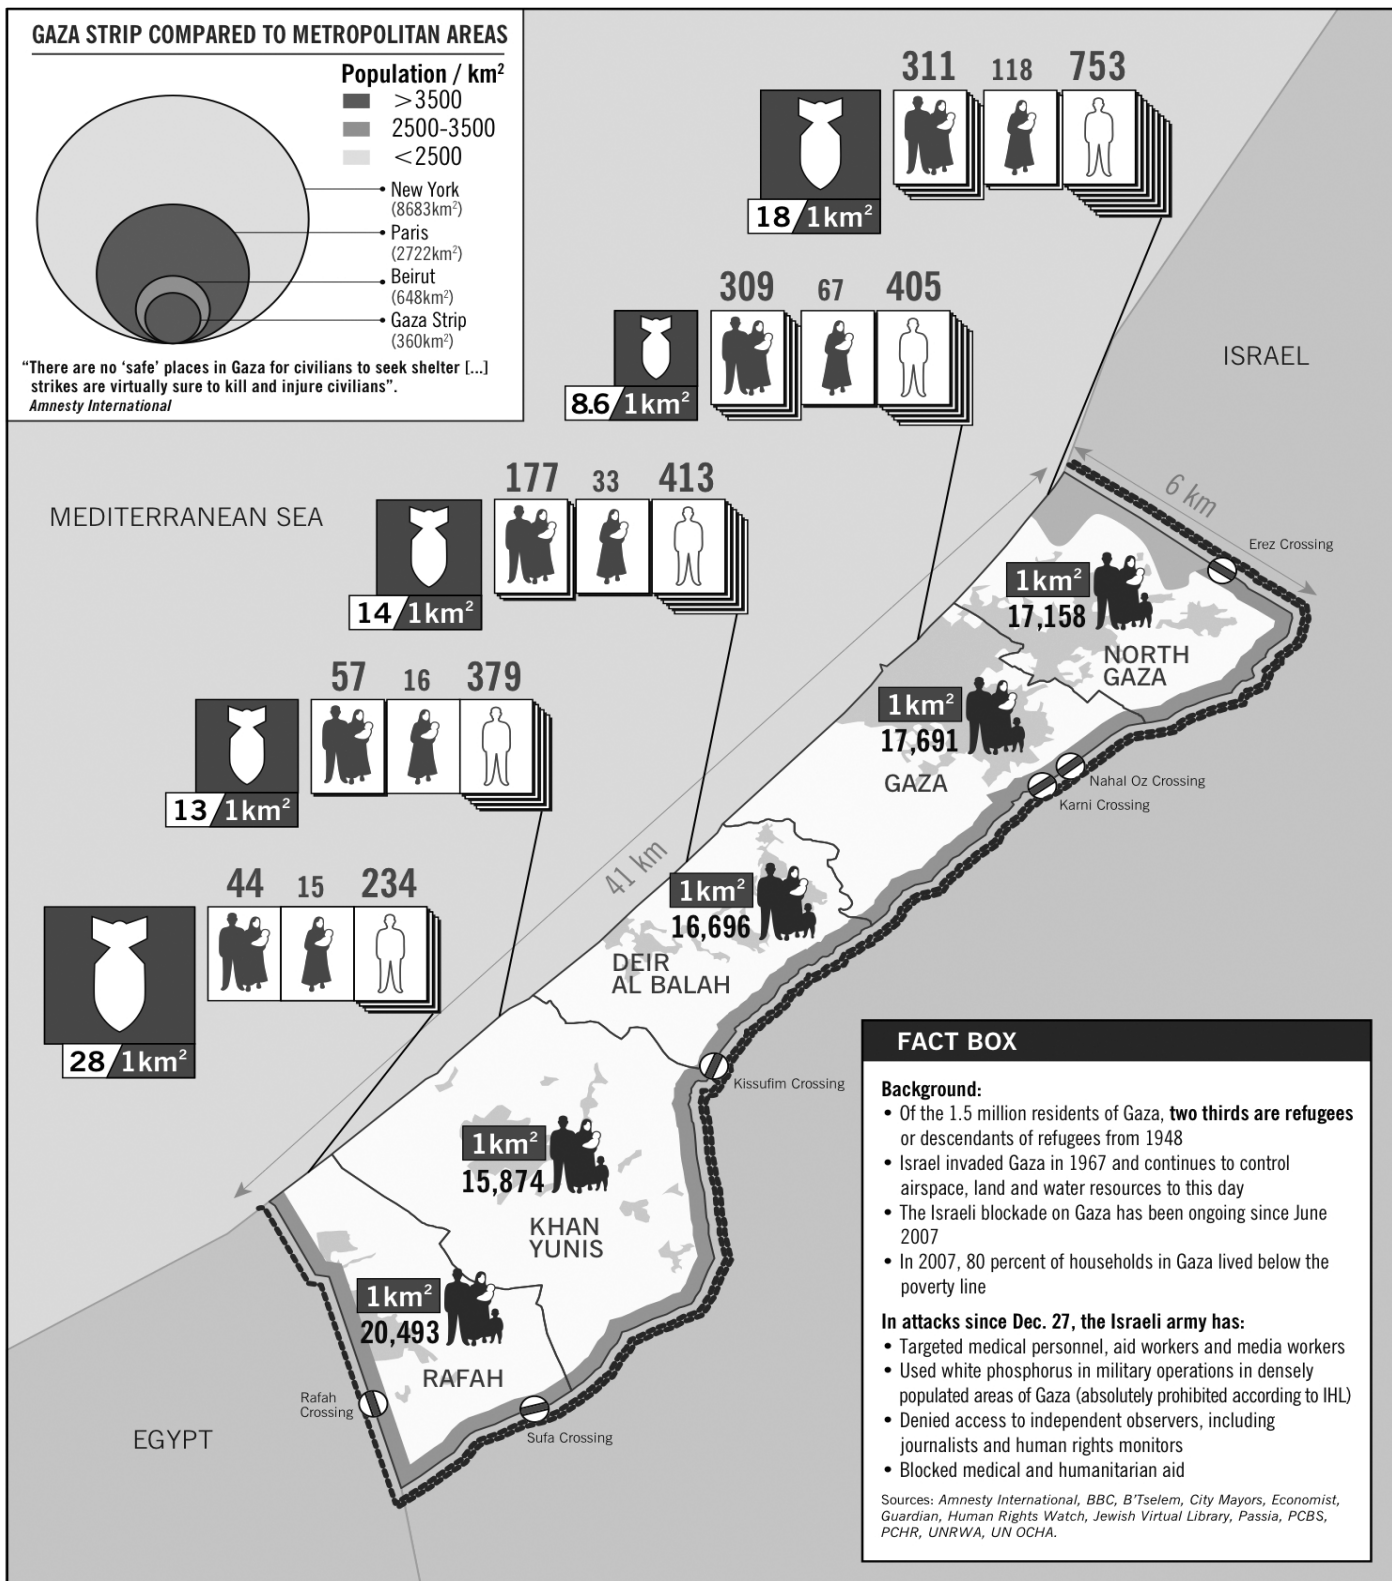 GAZA STRIP COMPARED TO METROPOLITAN AREAS
Population / km²
>3500
2500-3500
<2500
New York
(8683km²)
Paris
(2722km²)
Beirut
(648km²)
Gaza Strip
(360km²)
“There are no ‘safe’ places in Gaza for civilians to seek shelter [...]
strikes are virtually sure to kill and injure civilians”.
Amnesty International
311 118 753
18/1km²
309 67 405
8.6/1km²
ISRAEL
177 33 413
14/1km²
MEDITERRANEAN SEA
6 km
Erez Crossing
1km²
17,158
NORTH
GAZA
57 16 379
13/1km²
1km²
17,691
GAZA
Nahal Oz Crossing
Karni Crossing
41 km
44 15 234
28/1km²
1km²
16,696
DEIR
AL BALAH
Kissufim Crossing
1km²
15,874
KHAN
YUNIS
1km²
20,493
RAFAH
Rafah
Crossing
Sufa Crossing
EGYPT
FACT BOX
Background:
• Of the 1.5 million residents of Gaza, two thirds are refugees
or descendants of refugees from 1948
• Israel invaded Gaza in 1967 and continues to control
airspace, land and water resources to this day
• The Israeli blockade on Gaza has been ongoing since June
2007
• In 2007, 80 percent of households in Gaza lived below the
poverty line
In attacks since Dec. 27, the Israeli army has:
• Targeted medical personnel, aid workers and media workers
• Used white phosphorus in military operations in densely
populated areas of Gaza (absolutely prohibited according to IHL)
• Denied access to independent observers, including
journalists and human rights monitors
• Blocked medical and humanitarian aid
Sources: Amnesty International, BBC, B’Tselem, City Mayors, Economist,
Guardian, Human Rights Watch, Jewish Virtual Library, Passia, PCBS,
PCHR, UNRWA, UN OCHA.